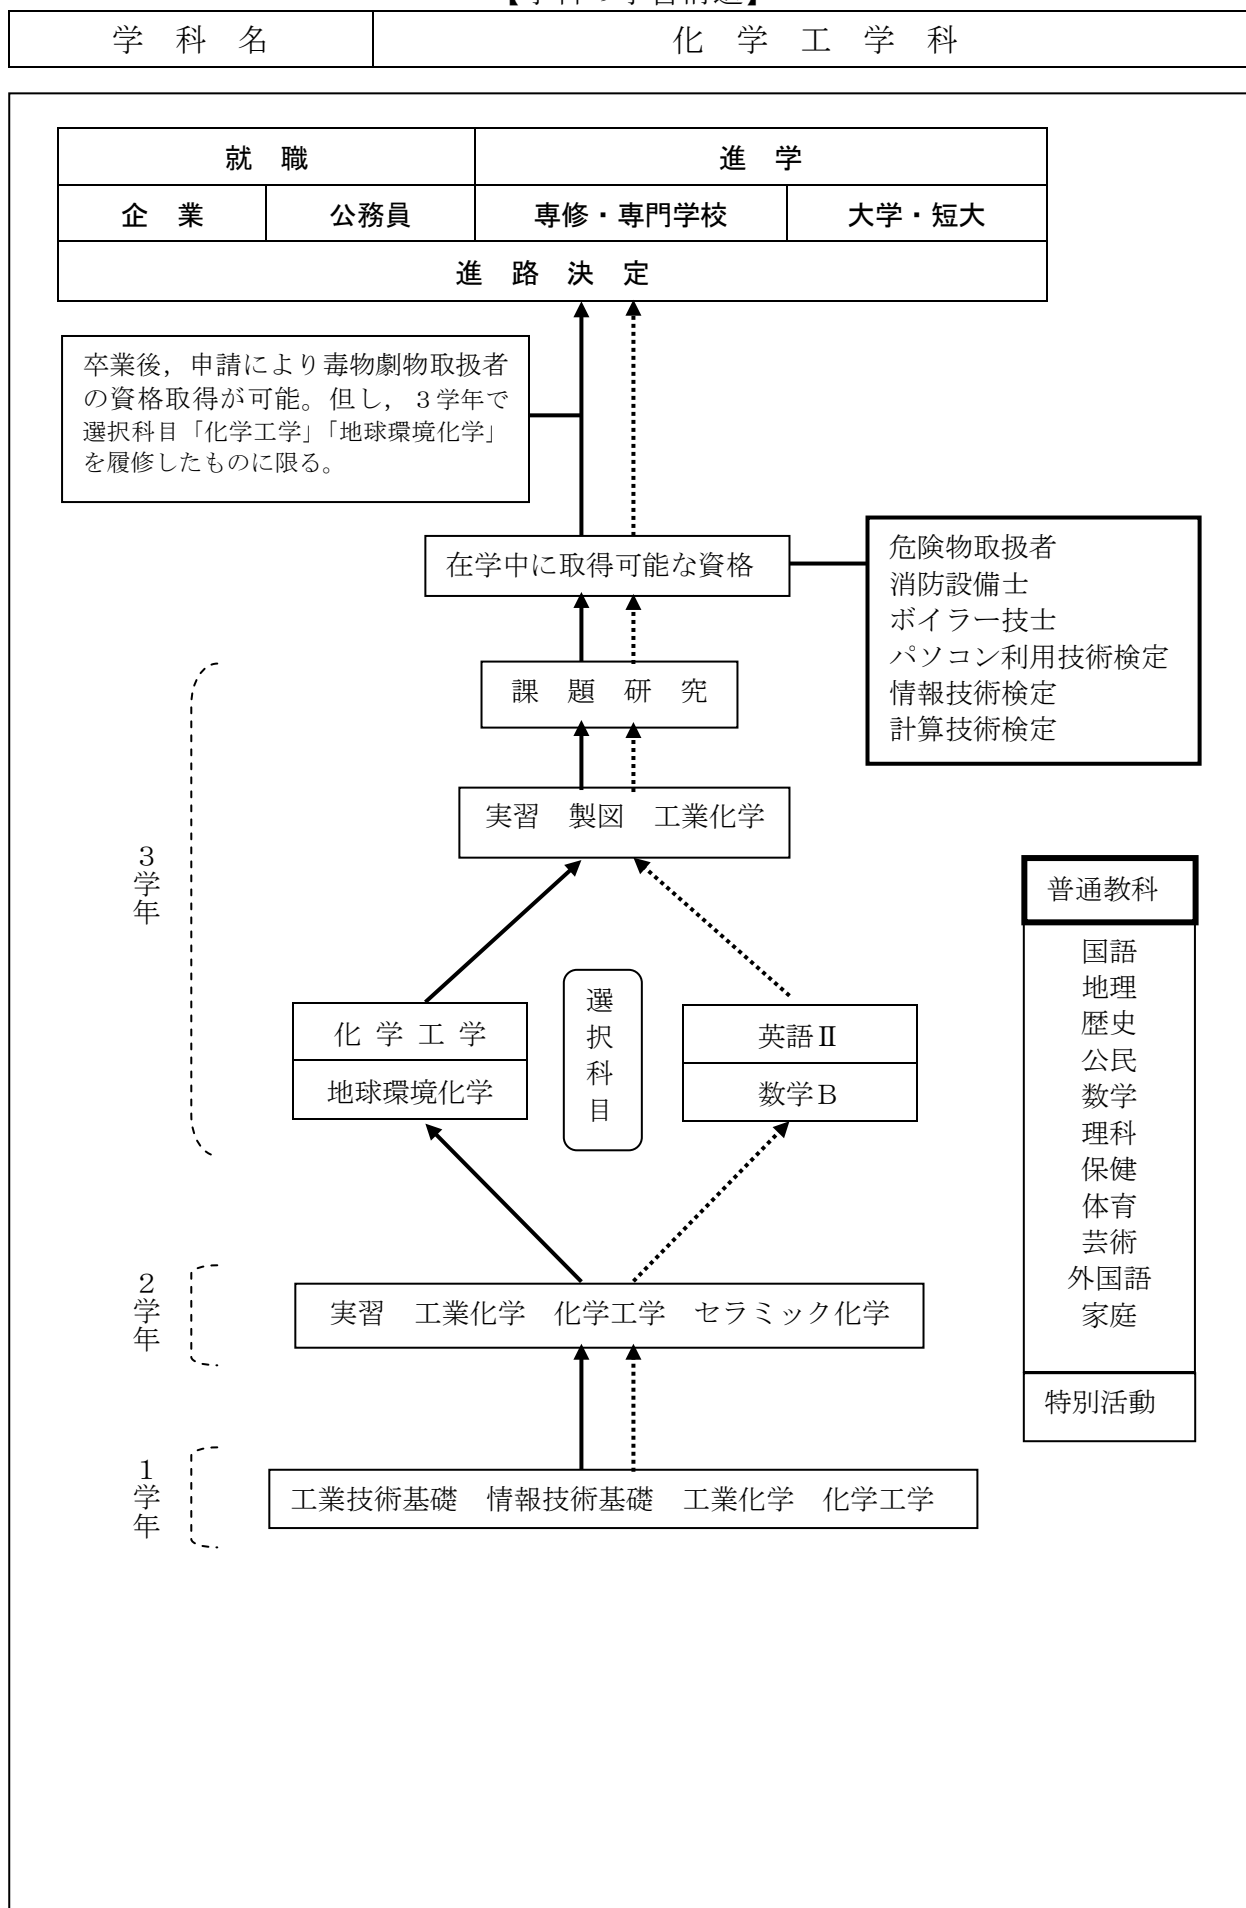 学科名
化学工学科
就職
進学
企業
公務員
専修・専門学校
大学・短大
進路決定
卒業後，申請により毒物劇物取扱者
の資格取得が可能。但し，３学年で
選択科目「化学工学」「地球環境化学」
を履修したものに限る。
在学中に取得可能な資格
危険物取扱者
消防設備士
ボイラー技士
パソコン利用技術検定
情報技術検定
計算技術検定
課題研究
実習　製図　工業化学
３学年
化学工学
地球環境化学
選択科目
英語Ⅱ
数学Ｂ
普通教科
国語
地理
歴史
公民
数学
理科
保健
体育
芸術
外国語
家庭
特別活動
２学年
実習　工業化学　化学工学　セラミック化学
１学年
工業技術基礎　情報技術基礎　工業化学　化学工学